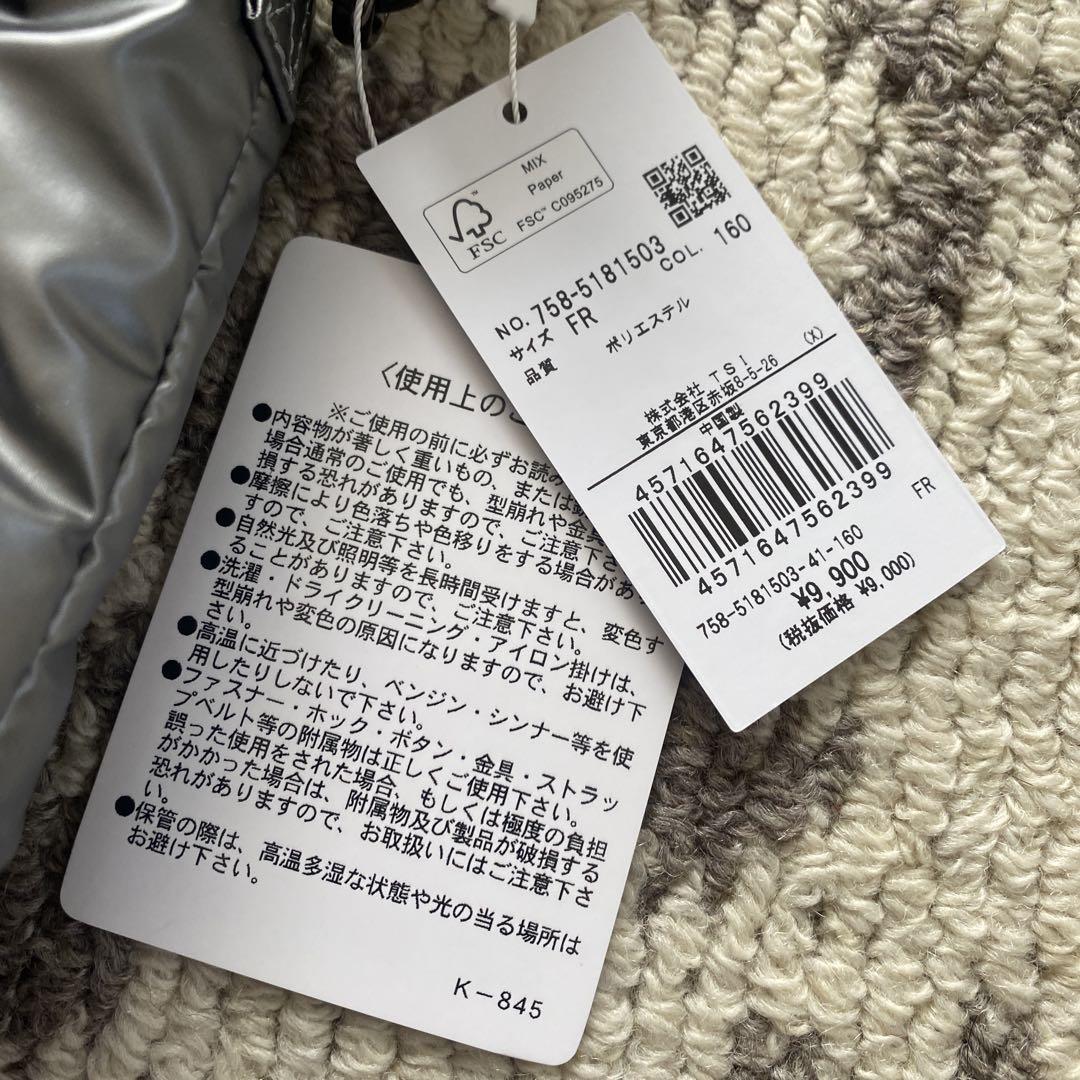 MIX
Paper
FSC™ C095275
FSC
NO. 758-5181503
COL. 160
サイズ FR
品質 ポリエステル
(X)
株式会社 TSI
東京都港区赤坂8-5-26
中国製
4571647562399
4571647562399
FR
758-5181503-41-160
¥9,900
(税抜価格 ¥9,000)
〈使用上のご
※ご使用の前に必ずお読み
●内容物が著しく重いもの、または
場合通常のご使用でも、型崩れや金具
損する恐れがありますので、ご注意下さ
●摩擦により色落ちや色移りをする場合があ
すので、ご注意下さい。
●自然光及び照明等を長時間受けますと、変色す
ることがありますので、ご注意下さい。
●洗濯・ドライクリーニング・アイロン掛けは、
型崩れや変色の原因になりますので、お避け下
さい。
●高温に近づけたり、ベンジン・シンナー等を使
用したりしないで下さい。
●ファスナー・ホック・ボタン・金具・ストラッ
プベルト等の附属物は正しくご使用下さい。
誤った使用をされた場合、もしくは極度の負担
がかかった場合は、附属物及び製品が破損する
恐れがありますので、お取扱いにはご注意下さ
い。
●保管の際は、高温多湿な状態や光の当る場所は
お避け下さい。
K-845